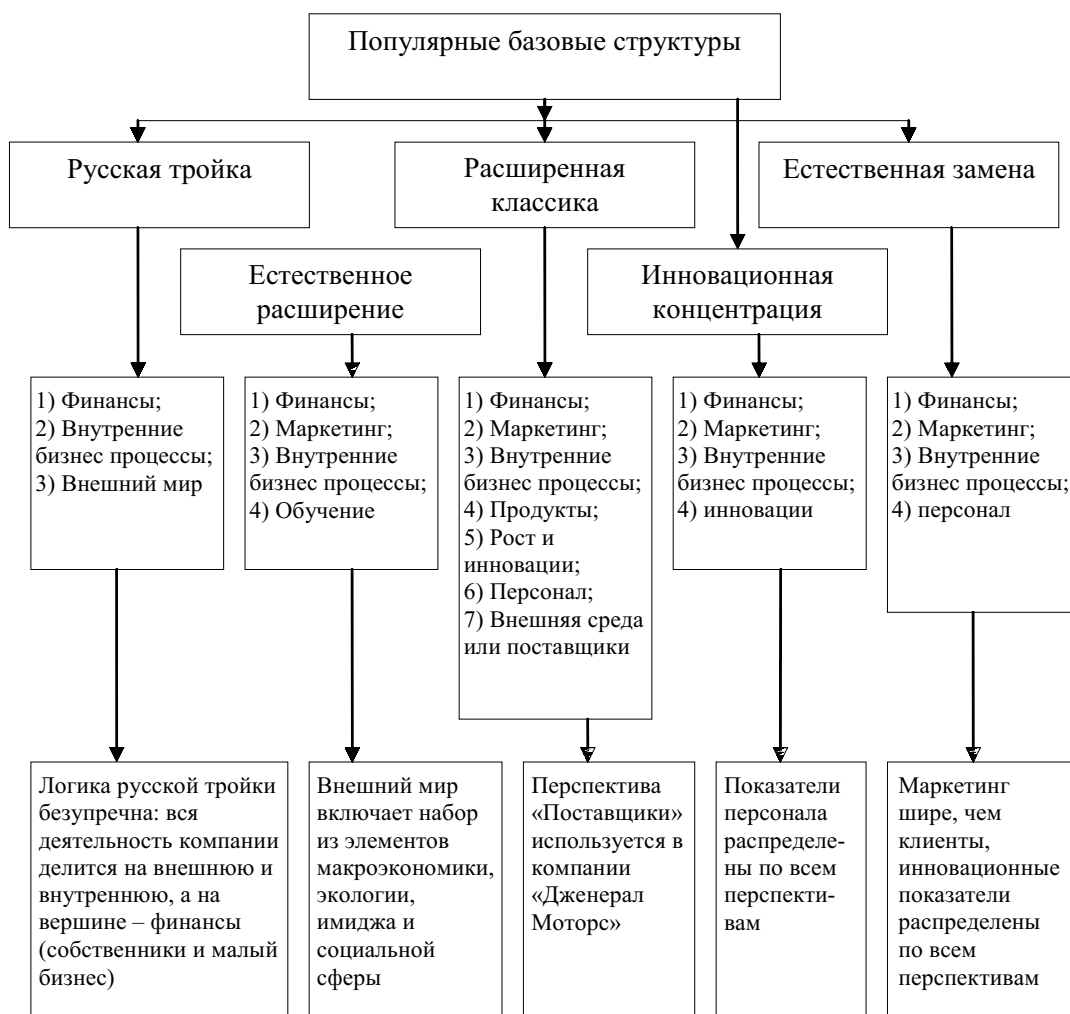 Популярные базовые структуры
Русская тройка
Расширенная
классика
Естественная замена
Естественное
расширение
Инновационная
концентрация
1) Финансы;
2) Внутренние
бизнес процессы;
3) Внешний мир
1) Финансы;
2) Маркетинг;
3) Внутренние
бизнес процессы;
4) Обучение
1) Финансы;
2) Маркетинг;
3) Внутренние
бизнес процессы;
4) Продукты;
5) Рост и
инновации;
6) Персонал;
7) Внешняя среда
или поставщики
1) Финансы;
2) Маркетинг;
3) Внутренние
бизнес процессы;
4) инновации
1) Финансы;
2) Маркетинг;
3) Внутренние
бизнес процессы;
4) персонал
Логика русской тройки
безупречна: вся
деятельность компании
делится на внешнюю и
внутреннюю, а на
вершине – финансы
(собственники и малый
бизнес)
Внешний мир
включает набор
из элементов
макроэкономики,
экологии,
имиджа и
социальной
сферы
Перспектива
«Поставщики»
используется в
компании
«Дженерал
Моторс»
Показатели
персонала
распределе-
ны по всем
перспекти-
вам
Маркетинг
шире, чем
клиенты,
инновационные
показатели
распределены
по всем
перспективам